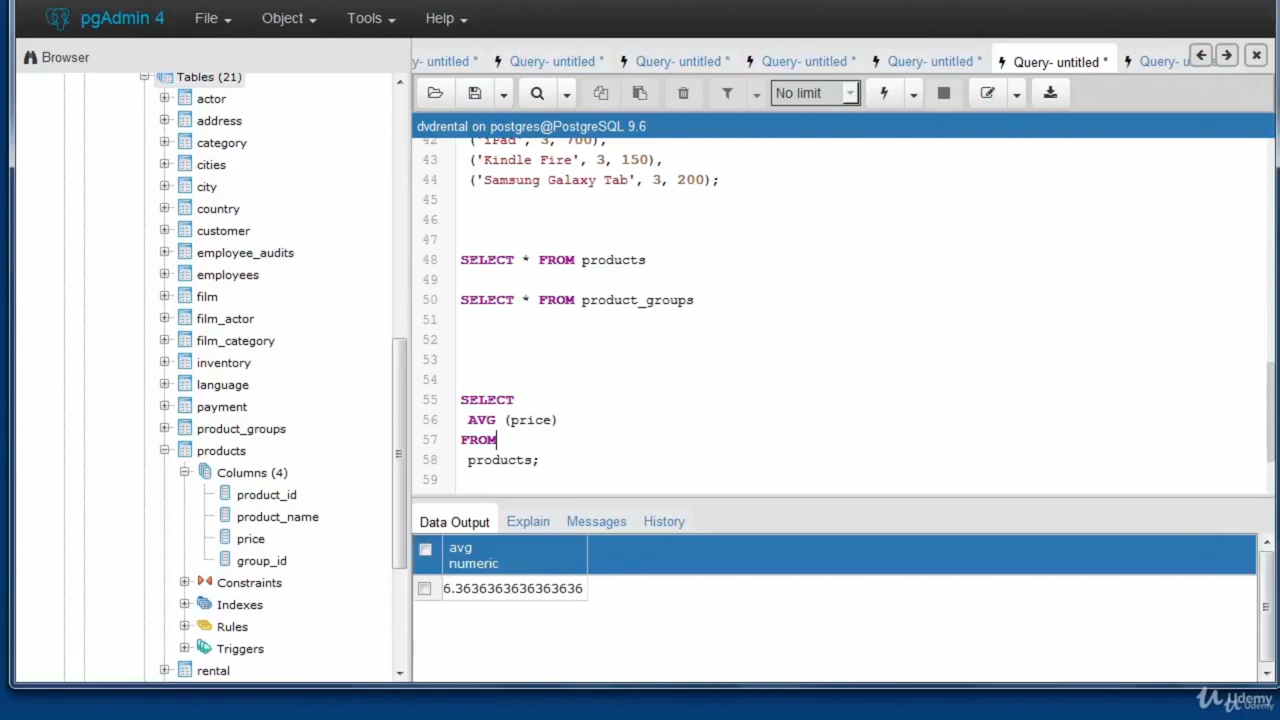 pgAdmin 4 File Object Tools Help
Browser
y- untitled * Query- untitled * Query- untitled * Query- untitled * Query- untitled * Query- untitled * Query-
No limit
dvdrental on postgres@PostgreSQL 9.6
Tables (21)
actor
address
category
cities
city
country
customer
employee_audits
employees
film
film_actor
film_category
inventory
language
payment
product_groups
products
Columns (4)
product_id
product_name
price
group_id
Constraints
Indexes
Rules
Triggers
rental
42 ('iPad', 3, 700),
43 ('Kindle Fire', 3, 150),
44 ('Samsung Galaxy Tab', 3, 200);
45
46
47
48 SELECT * FROM products
49
50 SELECT * FROM product_groups
51
52
53
54
55 SELECT
56 AVG (price)
57 FROM
58 products;
59
Data Output Explain Messages History
avg
numeric
6.3636363636363636
Udemy
Udemy